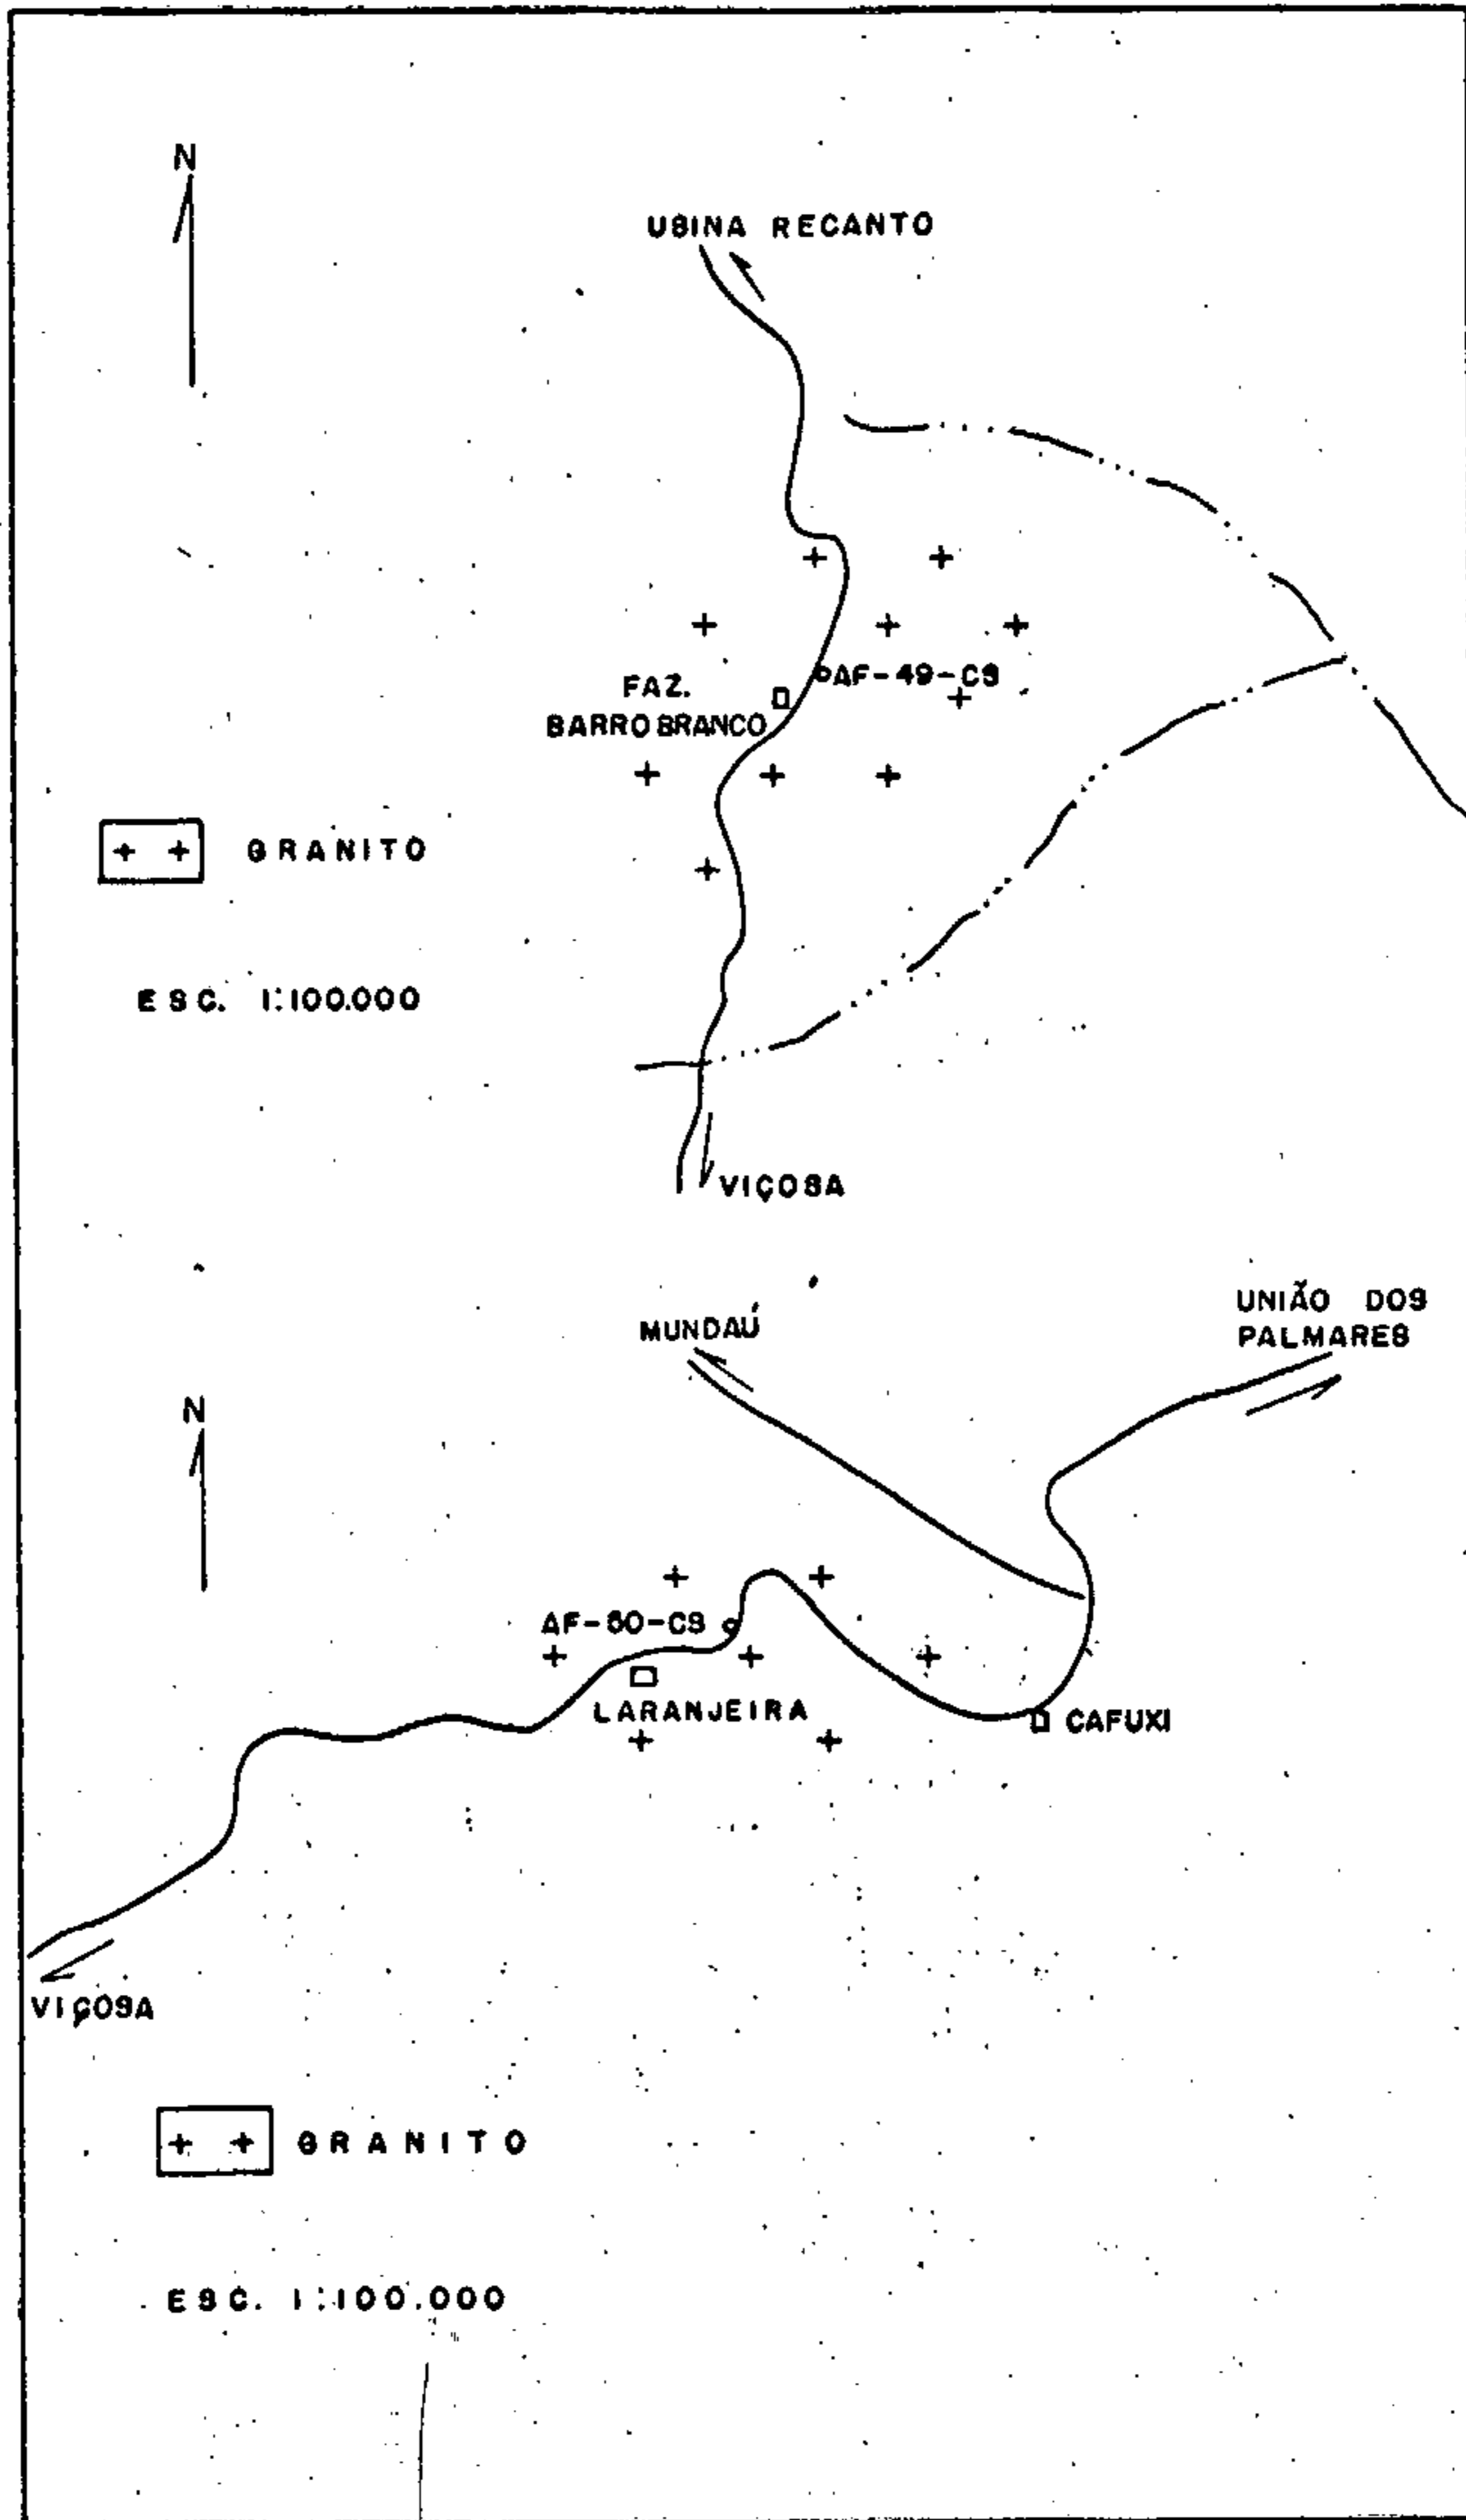 N
USINA RECANTO
AF-49-CS
FAZ.
BARRO BRANCO
GRANITO
ESC. 1:100.000
VIÇOSA
UNIÃO DOS
PALMARES
MUNDAÚ
N
AF-50-CS
LARANJEIRA
CAFUXI
VIÇOSA
GRANITO
ESC. 1:100.000